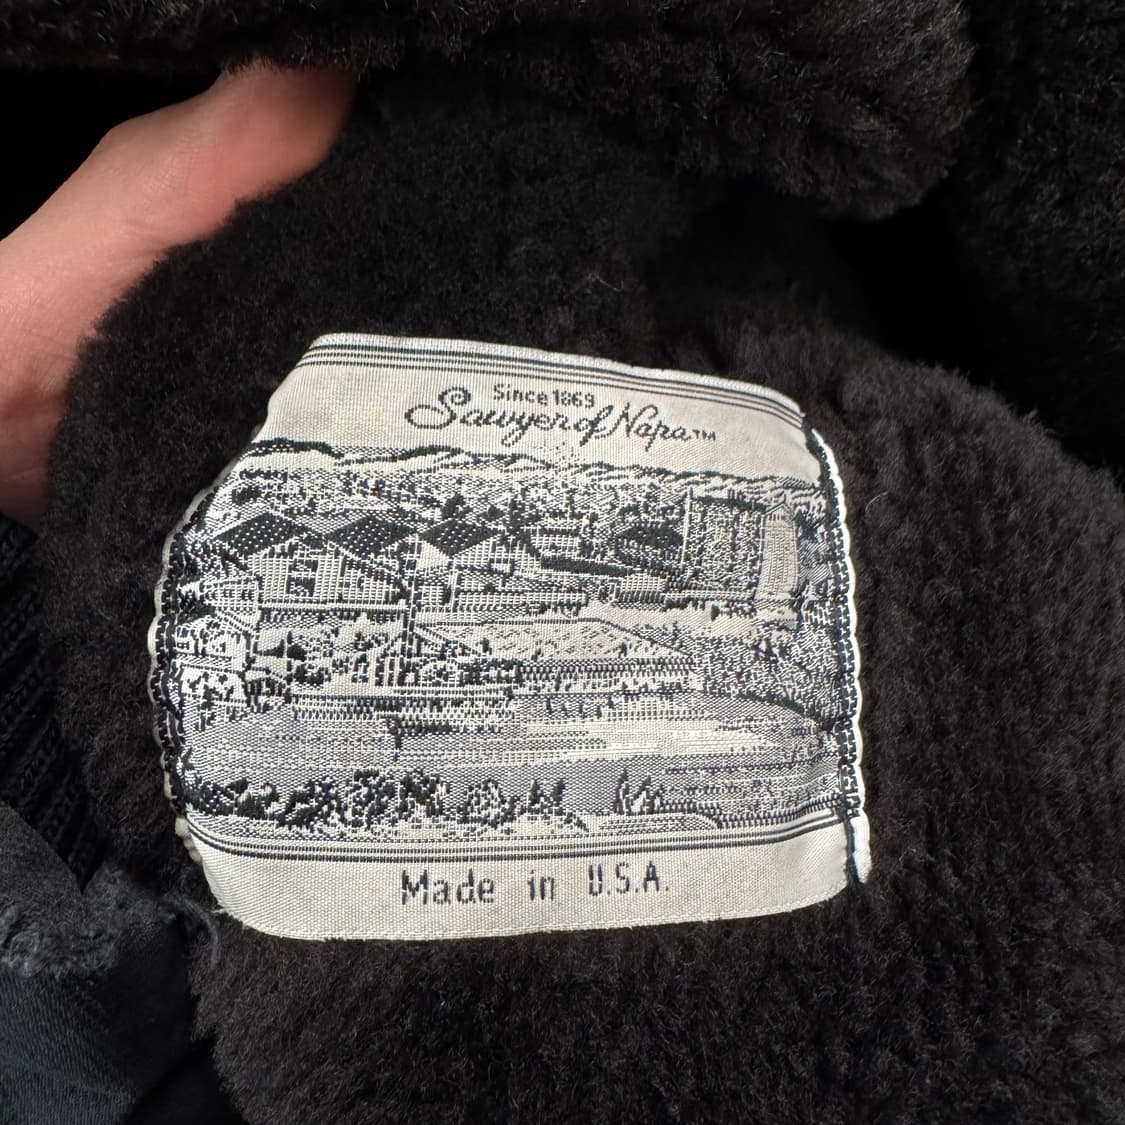 Since 1869
Sawyer of Napa™
Made in U.S.A.